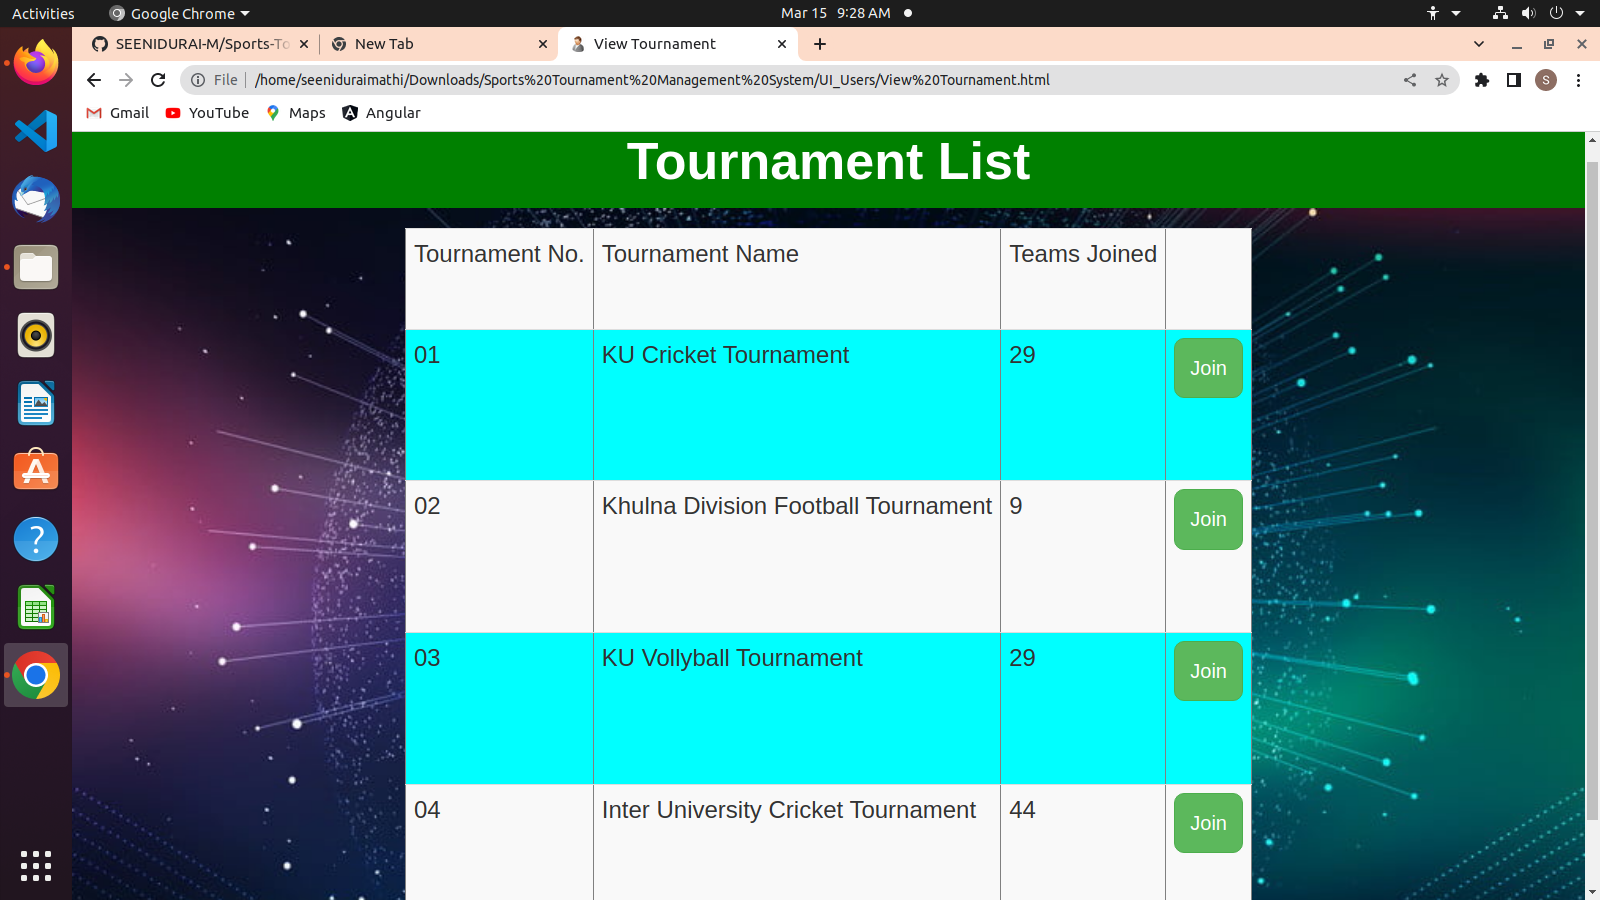 Activities Google Chrome Mar 15 9:28 AM
SEENIDURAI-M/Sports-To New Tab View Tournament
File /home/seeniduraimathi/Downloads/Sports%20Tournament%20Management%20System/UI_Users/View%20Tournament.html S
Gmail YouTube Maps Angular
Tournament List
Tournament No. Tournament Name Teams Joined
01 KU Cricket Tournament 29 Join
02 Khulna Division Football Tournament 9 Join
03 KU Vollyball Tournament 29 Join
04 Inter University Cricket Tournament 44 Join